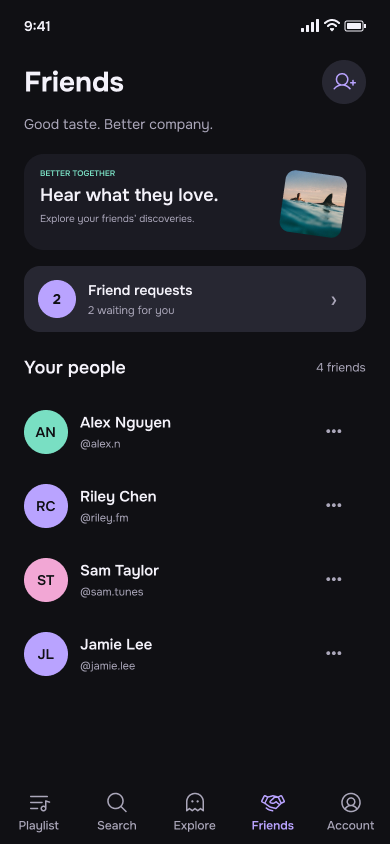 9:41
Friends
Good taste. Better company.
BETTER TOGETHER
Hear what they love.
Explore your friends’ discoveries.
2
Friend requests
2 waiting for you
Your people
4 friends
AN
Alex Nguyen
@alex.n
RC
Riley Chen
@riley.fm
ST
Sam Taylor
@sam.tunes
JL
Jamie Lee
@jamie.lee
Playlist
Search
Explore
Friends
Account